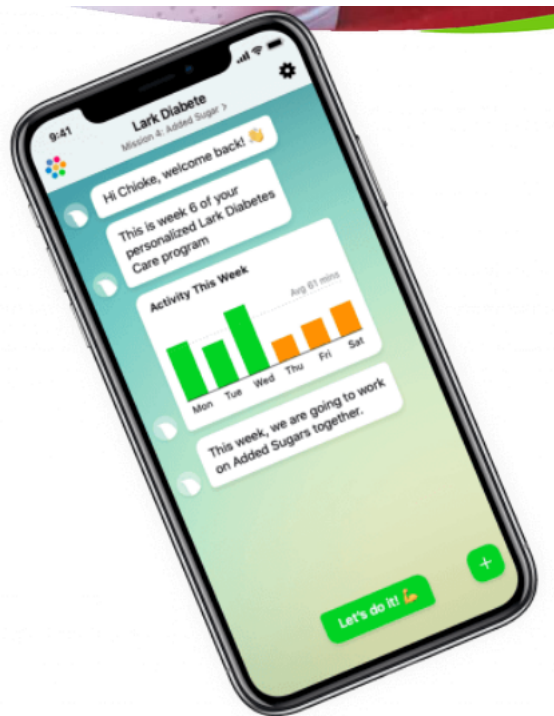 9:41
Lark Diabete
Mission 4: Added Sugar >
Hi Chioke, welcome back! 👋
This is week 6 of your
personalized Lark Diabetes
Care program
Activity This Week
Avg 61 mins
Mon Tue Wed Thu Fri Sat
This week, we are going to work
on Added Sugars together.
Let's do it! 💪
+